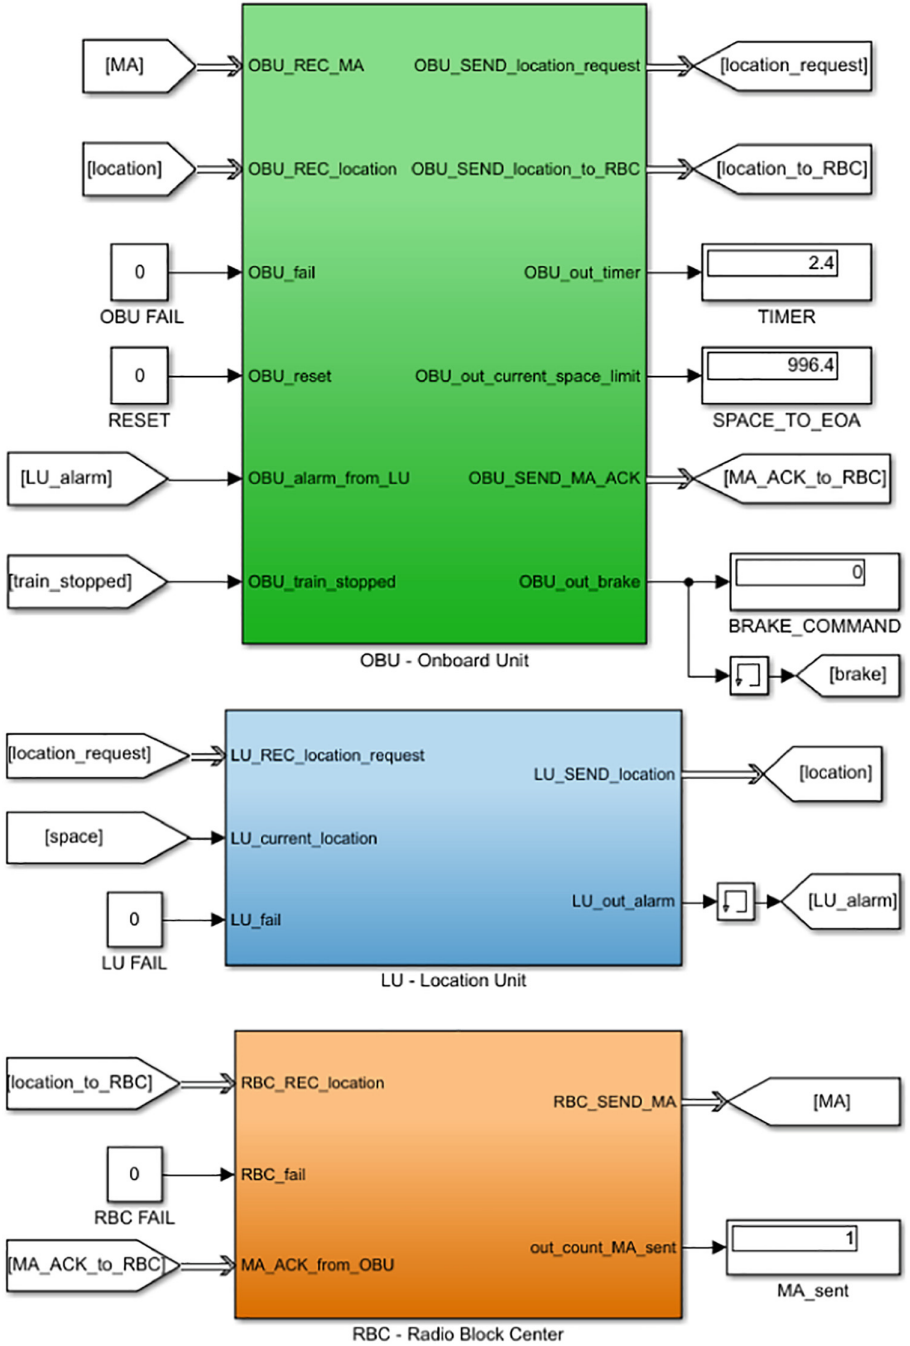 [MA] OBU_REC_MA OBU_SEND_location_request [location_request]
[location] OBU_REC_location OBU_SEND_location_to_RBC [location_to_RBC]
0 OBU_fail OBU_out_timer 2.4
OBU FAIL TIMER
0 OBU_reset OBU_out_current_space_limit 996.4
RESET SPACE_TO_EOA
[LU_alarm] OBU_alarm_from_LU OBU_SEND_MA_ACK [MA_ACK_to_RBC]
[train_stopped] OBU_train_stopped OBU_out_brake 0
BRAKE_COMMAND
OBU - Onboard Unit
[brake]
[location_request] LU_REC_location_request
LU_SEND_location [location]
[space] LU_current_location
LU_out_alarm [LU_alarm]
0 LU_fail
LU FAIL
LU - Location Unit
[location_to_RBC] RBC_REC_location
RBC_SEND_MA [MA]
0 RBC_fail
RBC FAIL
out_count_MA_sent 1
[MA_ACK_to_RBC] MA_ACK_from_OBU
MA_sent
RBC - Radio Block Center